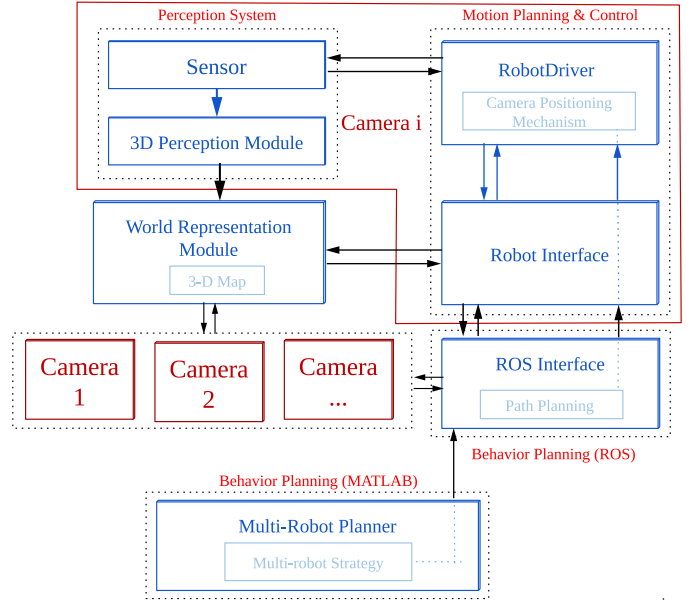 Perception System
Motion Planning & Control
Sensor
RobotDriver
Camera Positioning
Mechanism
Camera i
3D Perception Module
World Representation
Module
3-D Map
Robot Interface
Camera
1
Camera
2
Camera
...
ROS Interface
Path Planning
Behavior Planning (ROS)
Behavior Planning (MATLAB)
Multi-Robot Planner
Multi-robot Strategy